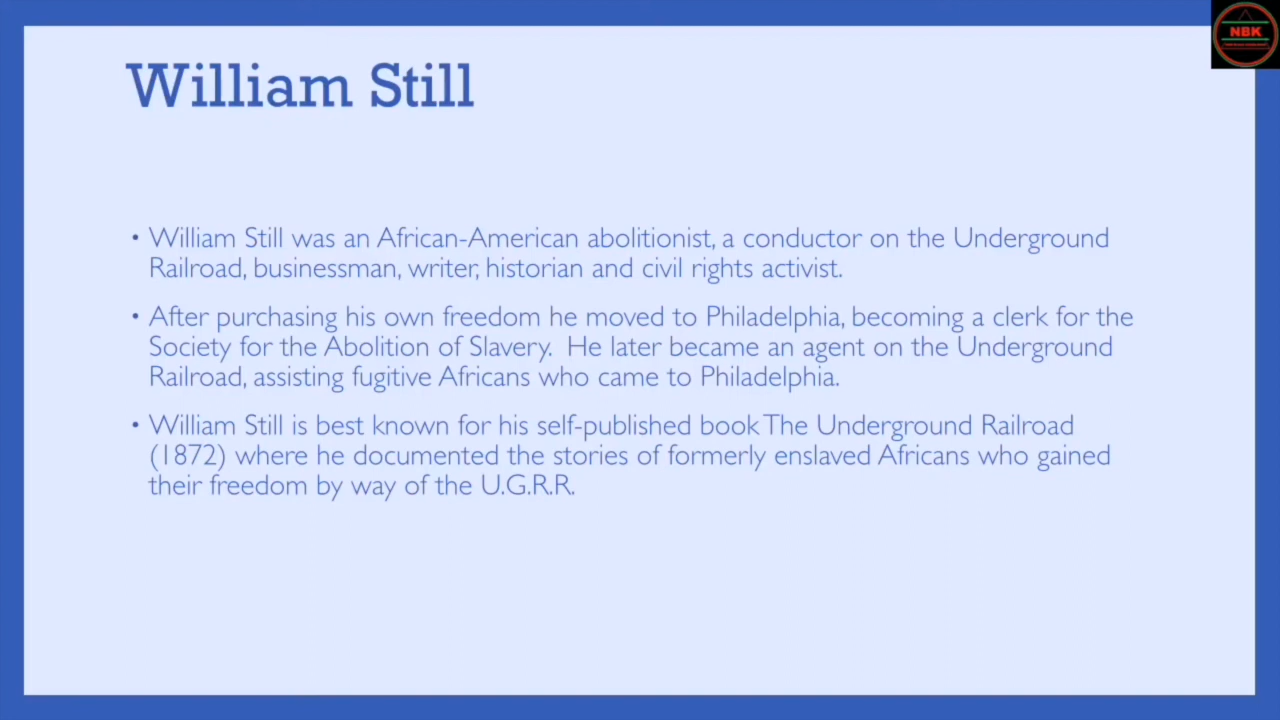 NBK
William Still
• William Still was an African-American abolitionist, a conductor on the Underground
Railroad, businessman, writer, historian and civil rights activist.
• After purchasing his own freedom he moved to Philadelphia, becoming a clerk for the
Society for the Abolition of Slavery. He later became an agent on the Underground
Railroad, assisting fugitive Africans who came to Philadelphia.
• William Still is best known for his self-published book The Underground Railroad
(1872) where he documented the stories of formerly enslaved Africans who gained
their freedom by way of the U.G.R.R.